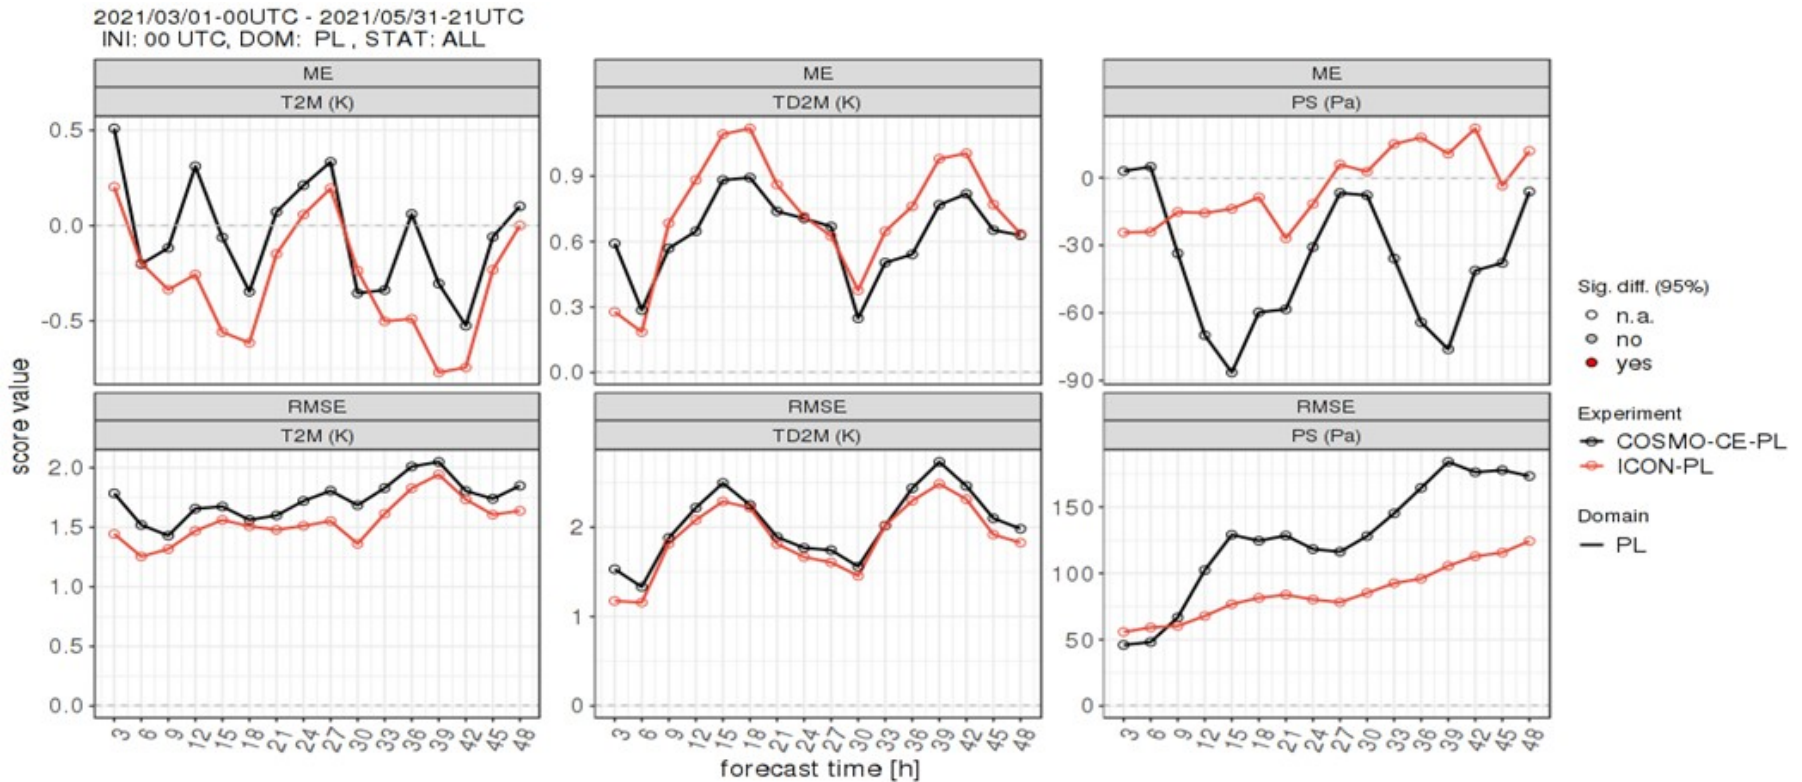 2021/03/01-00UTC - 2021/05/31-21UTC
INI: 00 UTC, DOM: PL , STAT: ALL
ME
T2M (K)
0.5
0.0
-0.5
ME
TD2M (K)
0.9
0.6
0.3
0.0
ME
PS (Pa)
0
-30
-60
-90
score value
RMSE
T2M (K)
2.0
1.5
1.0
0.5
0.0
RMSE
TD2M (K)
2
1
0
RMSE
PS (Pa)
150
100
50
0
3 6 9 12 15 18 21 24 27 30 33 36 39 42 45 48
3 6 9 12 15 18 21 24 27 30 33 36 39 42 45 48
3 6 9 12 15 18 21 24 27 30 33 36 39 42 45 48
forecast time [h]
Sig. diff. (95%)
n.a.
no
yes
Experiment
COSMO-CE-PL
ICON-PL
Domain
PL